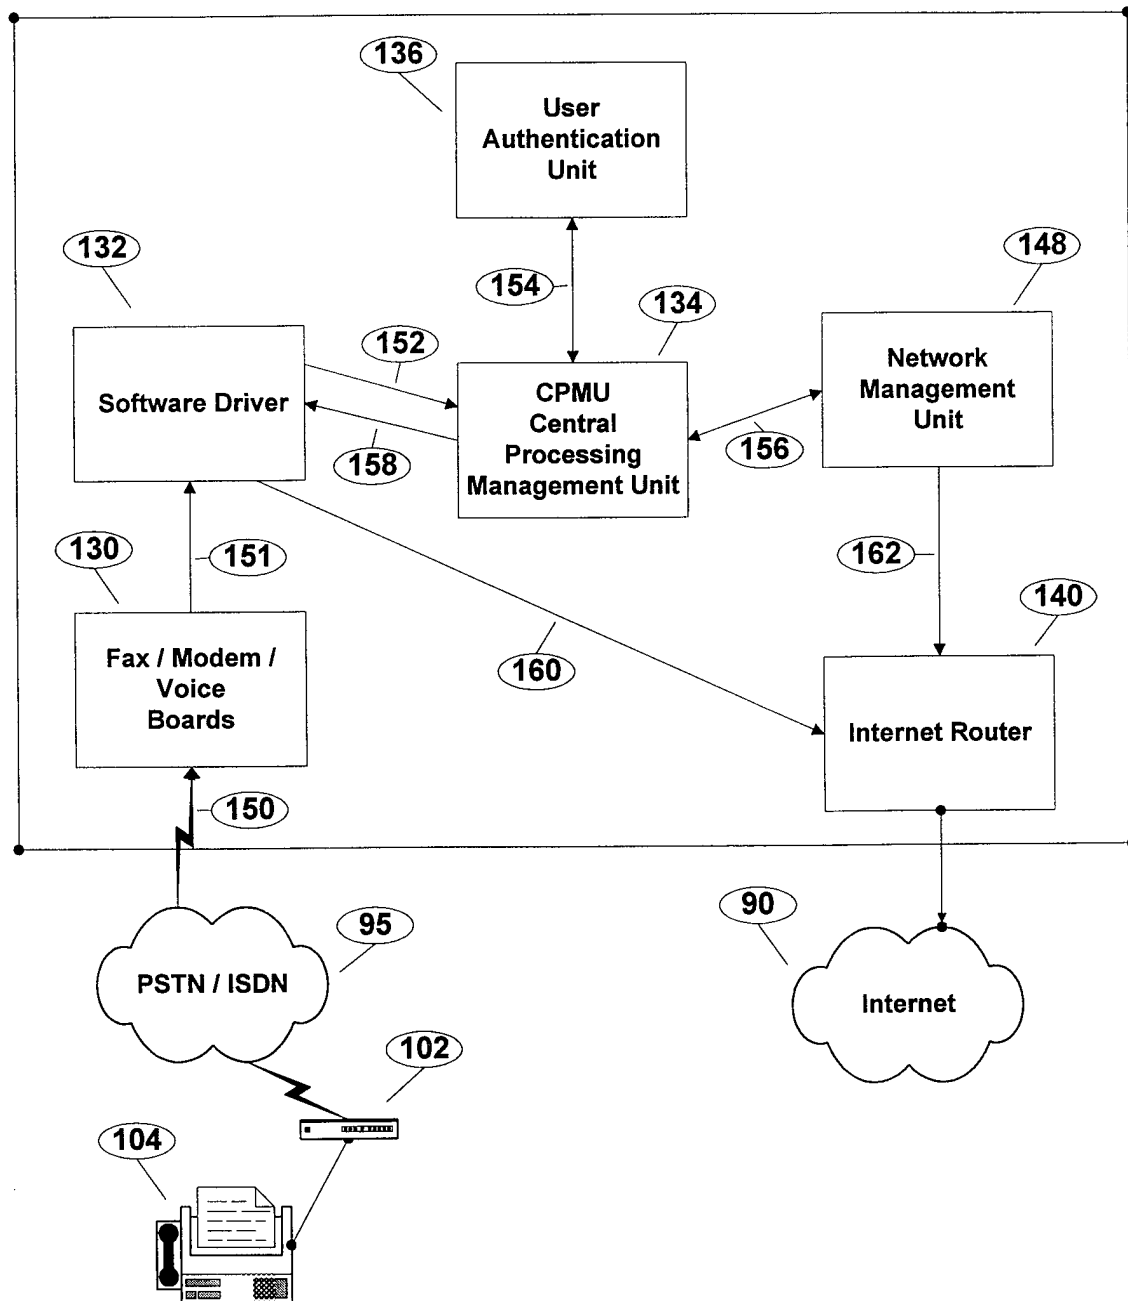 136
User
Authentication
Unit
132
148
154
134
152
Software Driver
CPMU
Central
Processing
Management Unit
Network
Management
Unit
158
156
130
151
162
140
Fax / Modem /
Voice
Boards
160
Internet Router
150
95
90
PSTN / ISDN
Internet
102
104